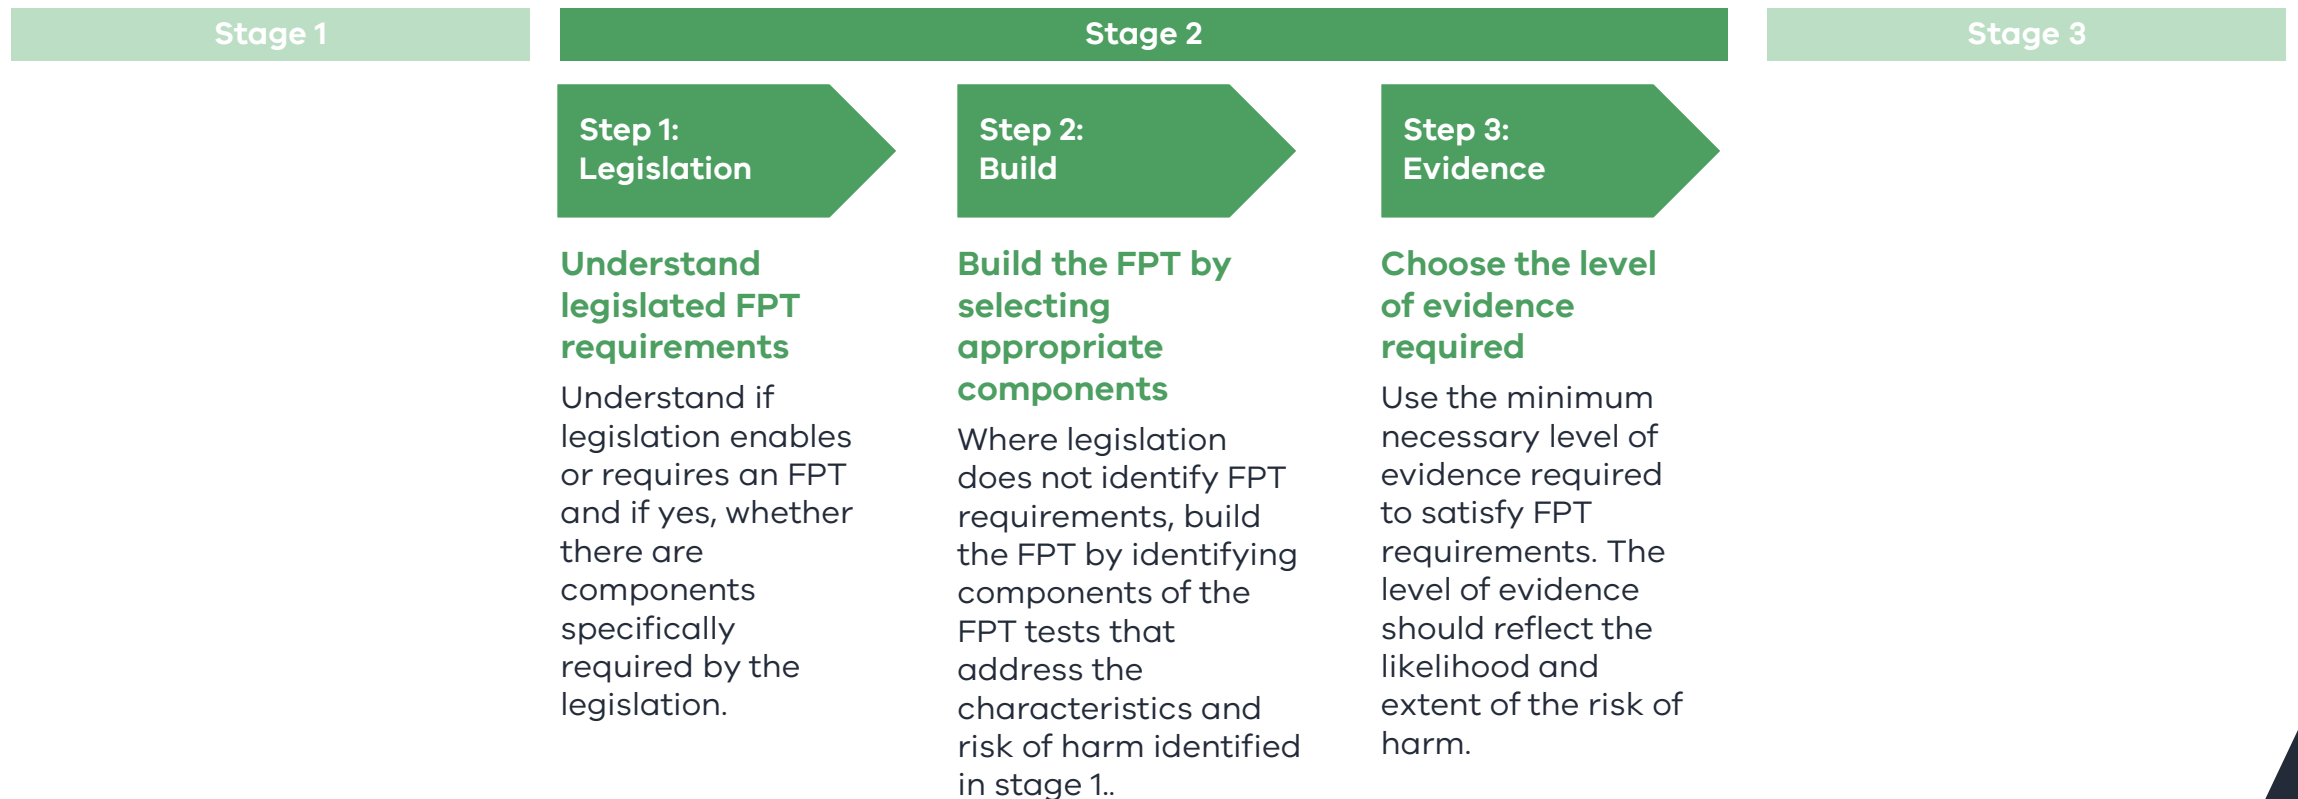 Stage 1
Stage 2
Stage 3
Step 1:
Legislation
Understand
legislated FPT
requirements
Understand if
legislation enables
or requires an FPT
and if yes, whether
there are
components
specifically
required by the
legislation.
Step 2:
Build
Build the FPT by
selecting
appropriate
components
Where legislation
does not identify FPT
requirements, build
the FPT by identifying
components of the
FPT tests that
address the
characteristics and
risk of harm identified
in stage 1..
Step 3:
Evidence
Choose the level
of evidence
required
Use the minimum
necessary level of
evidence required
to satisfy FPT
requirements. The
level of evidence
should reflect the
likelihood and
extent of the risk of
harm.